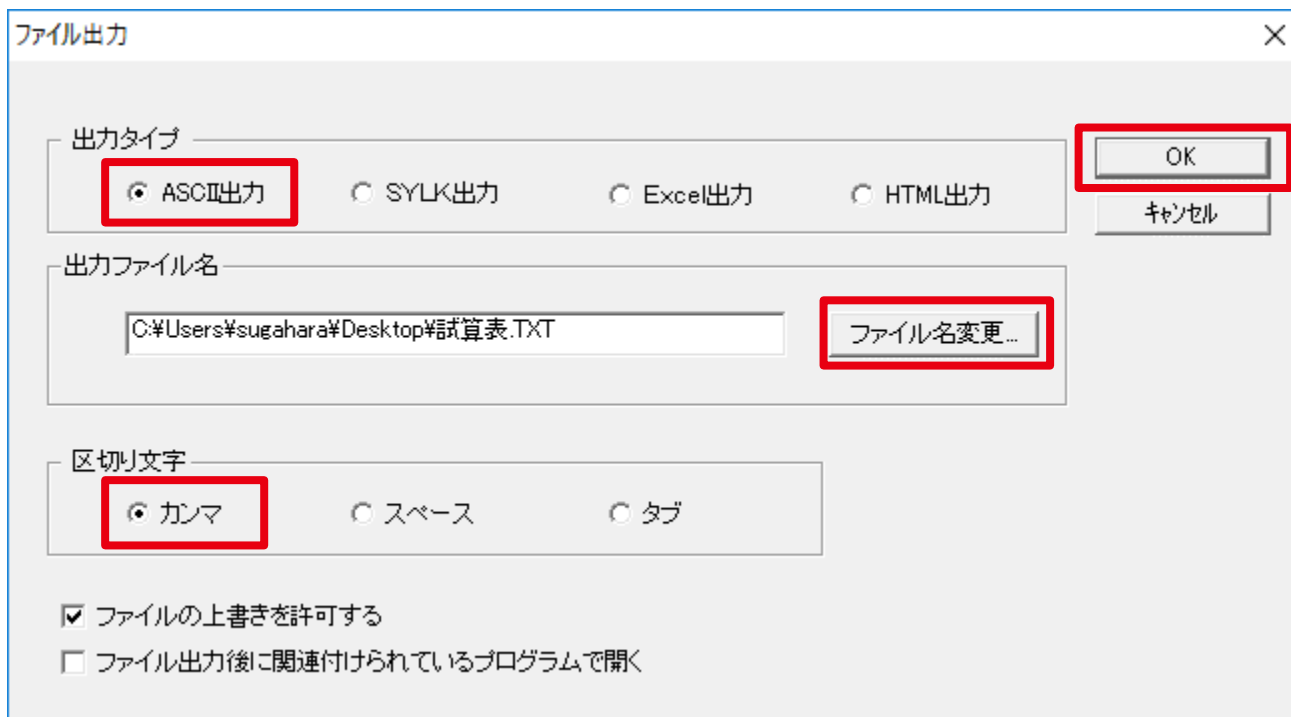 ファイル出力
出力タイプ
ASCII出力 SYLK出力 Excel出力 HTML出力
OK
キャンセル
出力ファイル名
C:¥Users¥sugahara¥Desktop¥試算表.TXT
ファイル名変更...
区切り文字
カンマ スペース タブ
ファイルの上書きを許可する
ファイル出力後に関連付けられているプログラムで開く